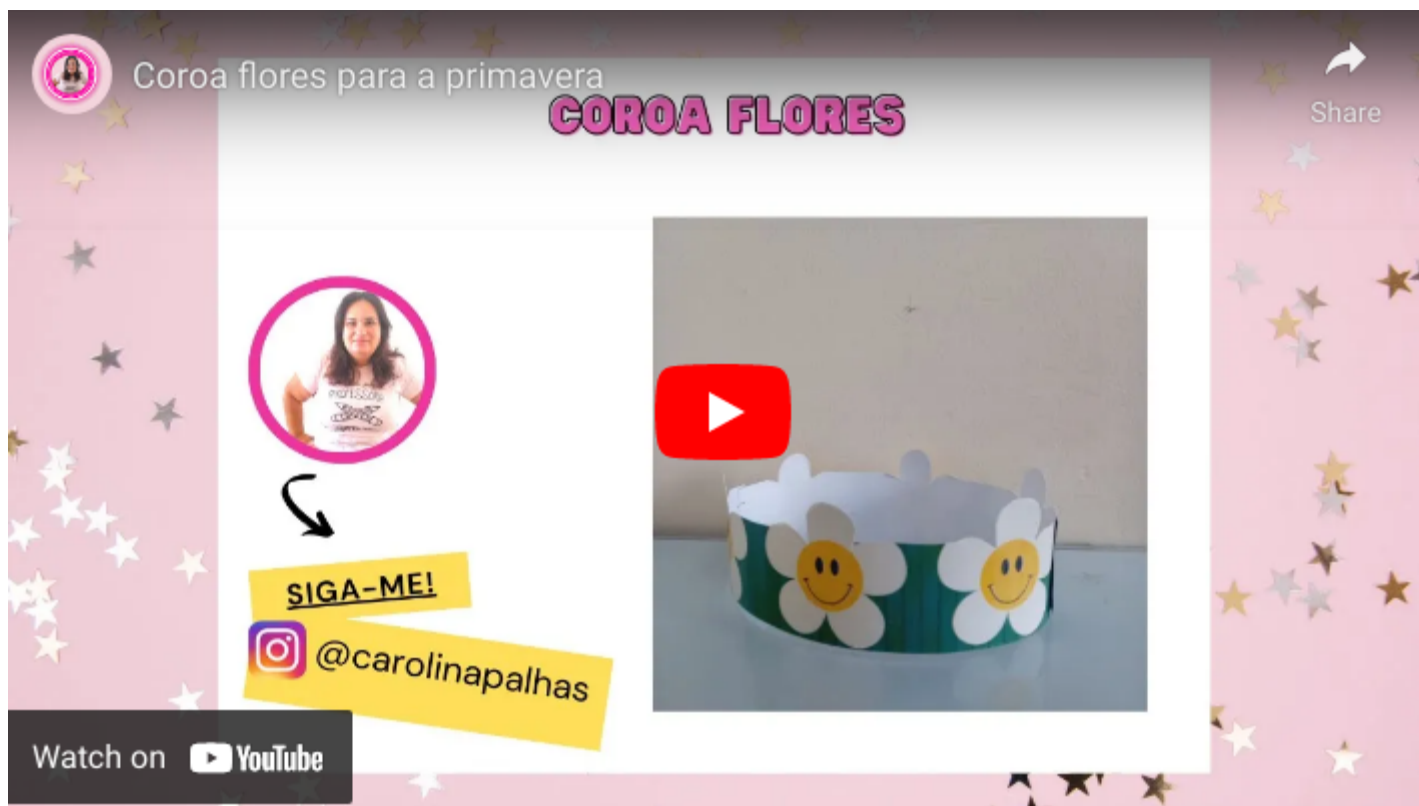 Coroa flores para a primavera
Share
COROA FLORES
SIGA-ME!
@carolinapalhas
Watch on YouTube